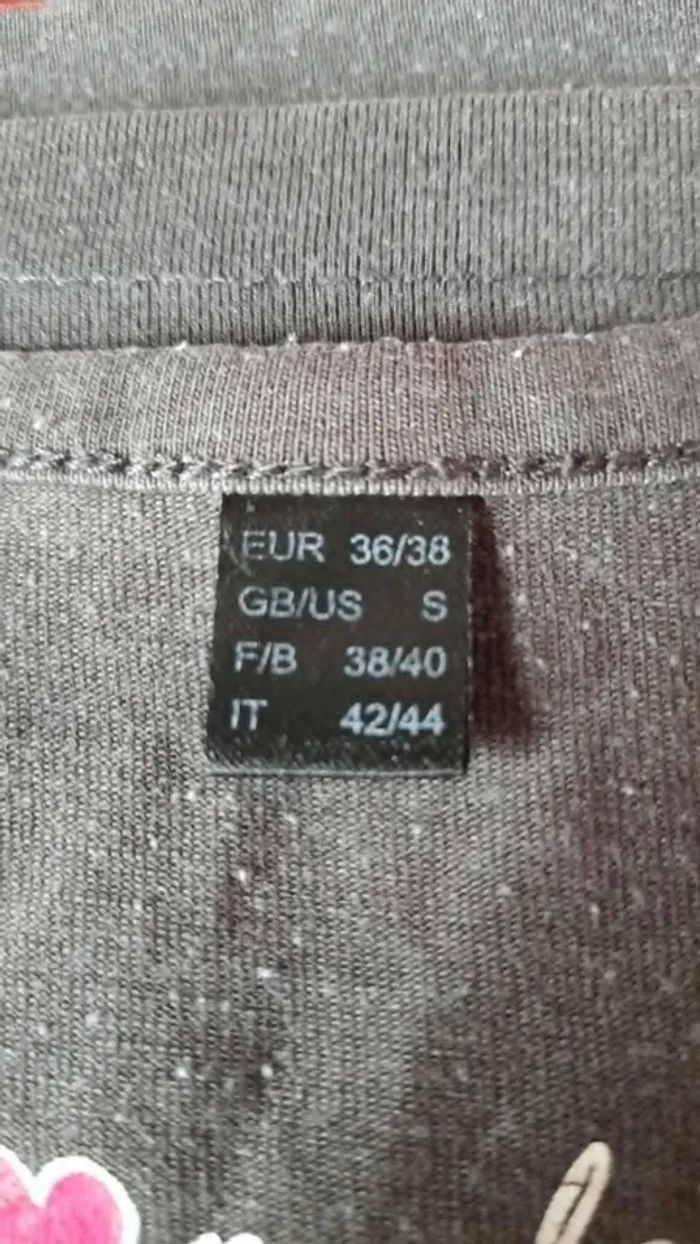 EUR 36/38
GB/US S
F/B 38/40
IT 42/44